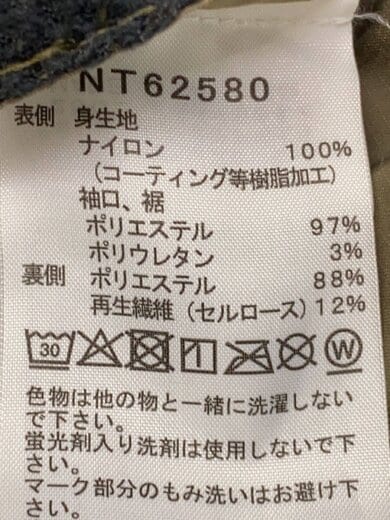 NT62580
表側 身生地
ナイロン 100%
(コーティング等樹脂加工)
袖口、裾
ポリエステル 97%
ポリウレタン 3%
裏側 ポリエステル 88%
再生繊維(セルロース)12%
30 W
色物は他の物と一緒に洗濯しない
で下さい。
蛍光剤入り洗剤は使用しないで下
さい。
マーク部分のもみ洗いはお避け下
さい。